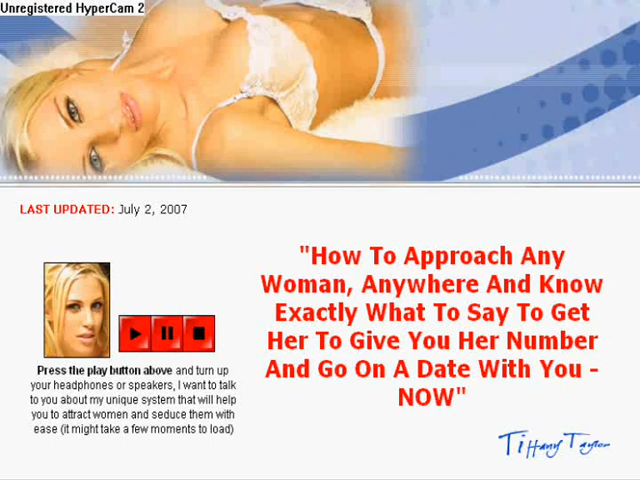 Unregistered HyperCam 2
LAST UPDATED: July 2, 2007
"How To Approach Any
Woman, Anywhere And Know
Exactly What To Say To Get
Her To Give You Her Number
And Go On A Date With You -
NOW"
Press the play button above and turn up
your headphones or speakers, I want to talk
to you about my unique system that will help
you to attract women and seduce them with
ease (it might take a few moments to load)
Tiffany Taylor